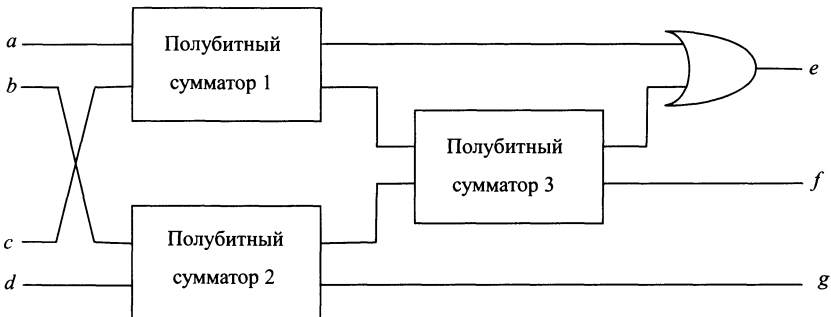 a
Полубитный
сумматор 1
b
e
Полубитный
сумматор 3
f
c
Полубитный
сумматор 2
d
g